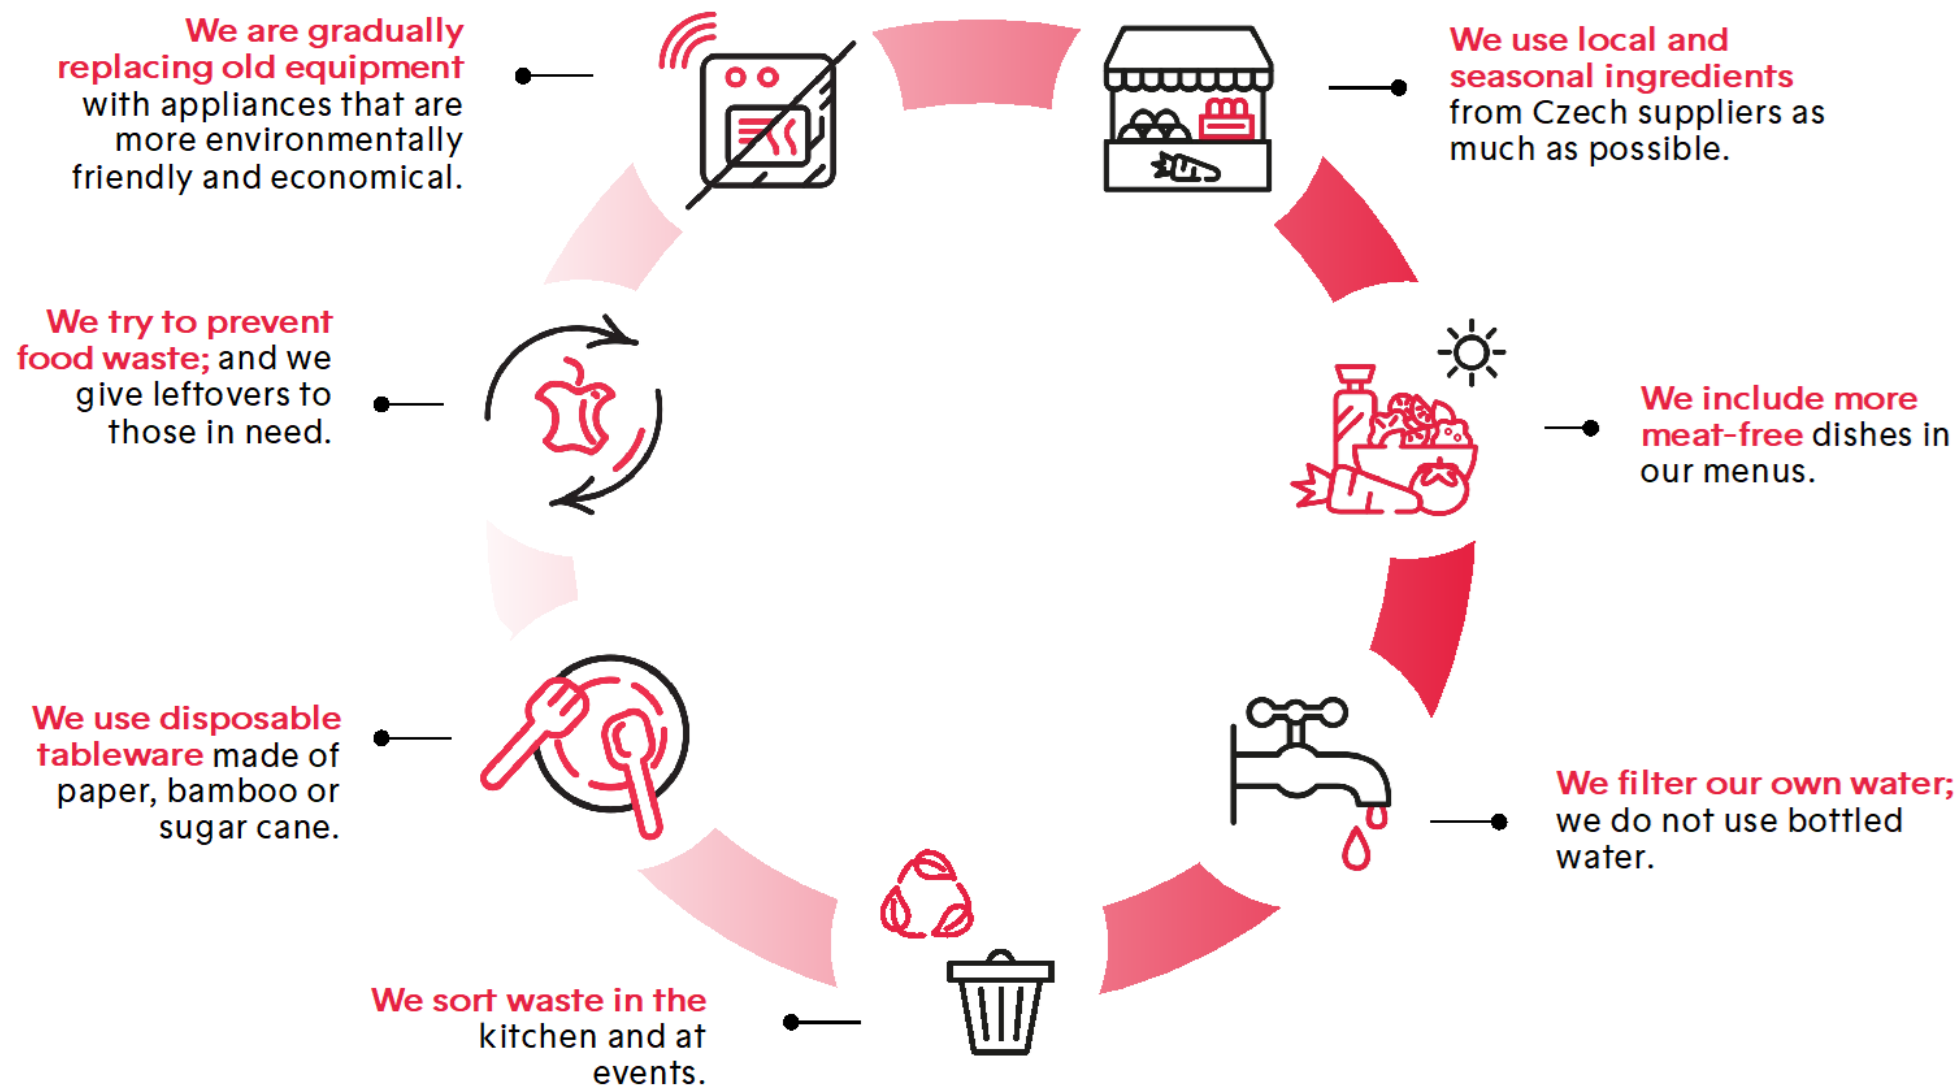 We are gradually
replacing old equipment
with appliances that are
more environmentally
friendly and economical.
We use local and
seasonal ingredients
from Czech suppliers as
much as possible.
We try to prevent
food waste; and we
give leftovers to
those in need.
We include more
meat-free dishes in
our menus.
We use disposable
tableware made of
paper, bamboo or
sugar cane.
We filter our own water;
we do not use bottled
water.
We sort waste in the
kitchen and at
events.